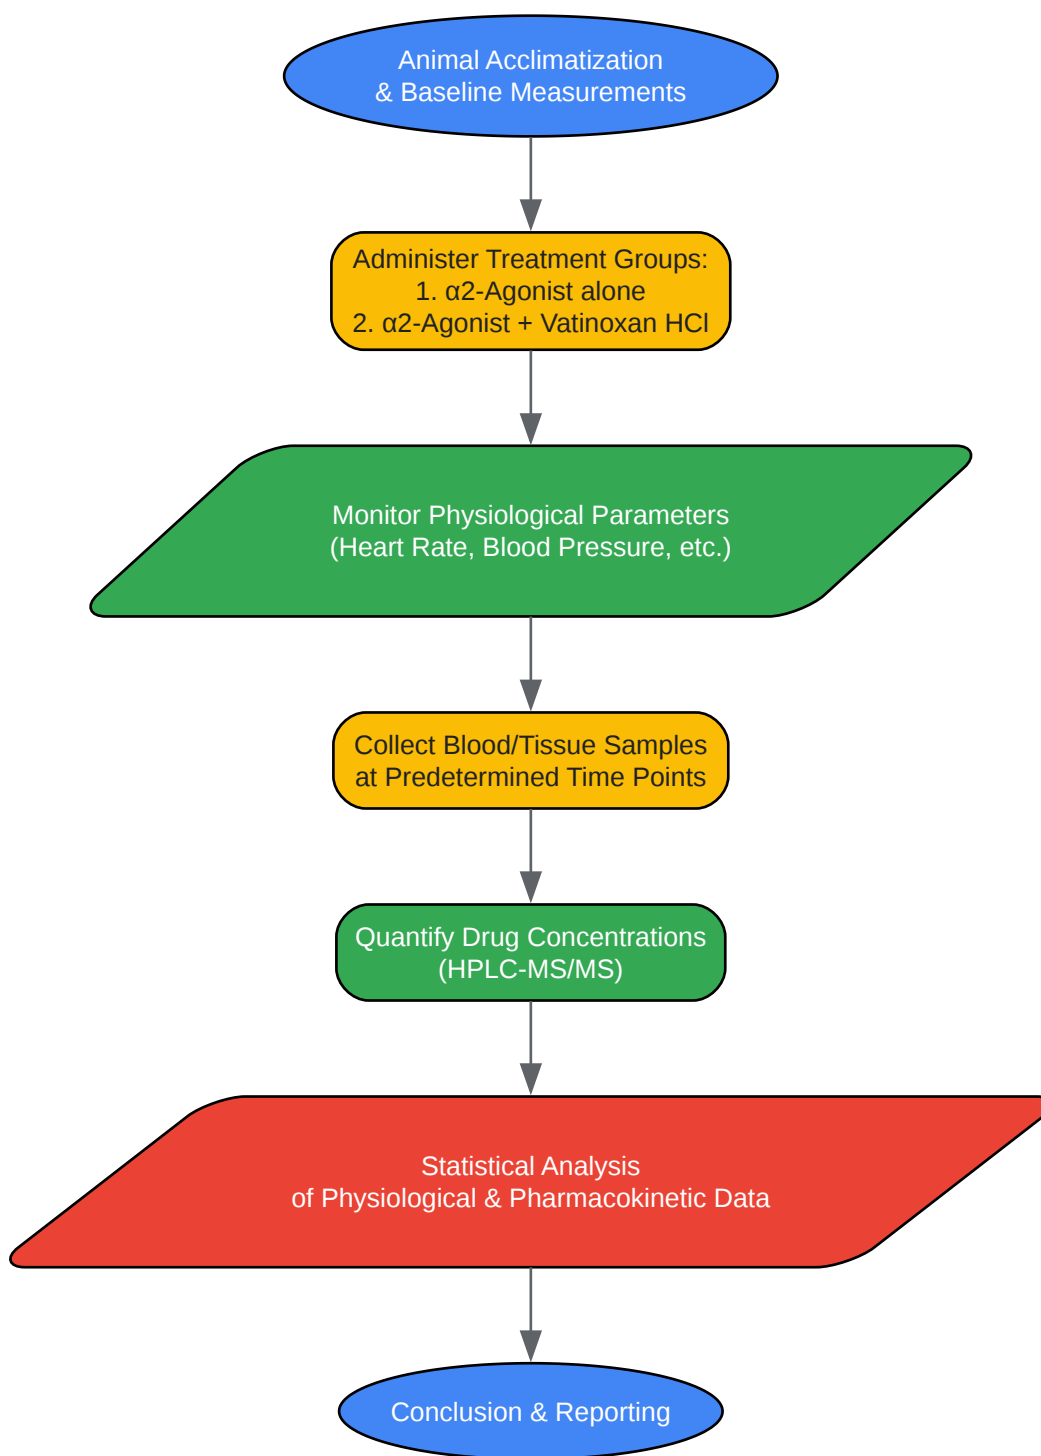 Animal Acclimatization
& Baseline Measurements
Administer Treatment Groups:
1. α2-Agonist alone
2. α2-Agonist + Vatinoxan HCl
Monitor Physiological Parameters
(Heart Rate, Blood Pressure, etc.)
Collect Blood/Tissue Samples
at Predetermined Time Points
Quantify Drug Concentrations
(HPLC-MS/MS)
Statistical Analysis
of Physiological & Pharmacokinetic Data
Conclusion & Reporting